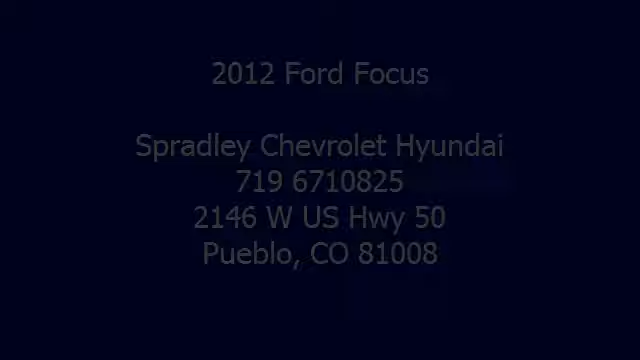 2012 Ford Focus
Spradley Chevrolet Hyundai
719 6710825
2146 W US Hwy 50
Pueblo, CO 81008